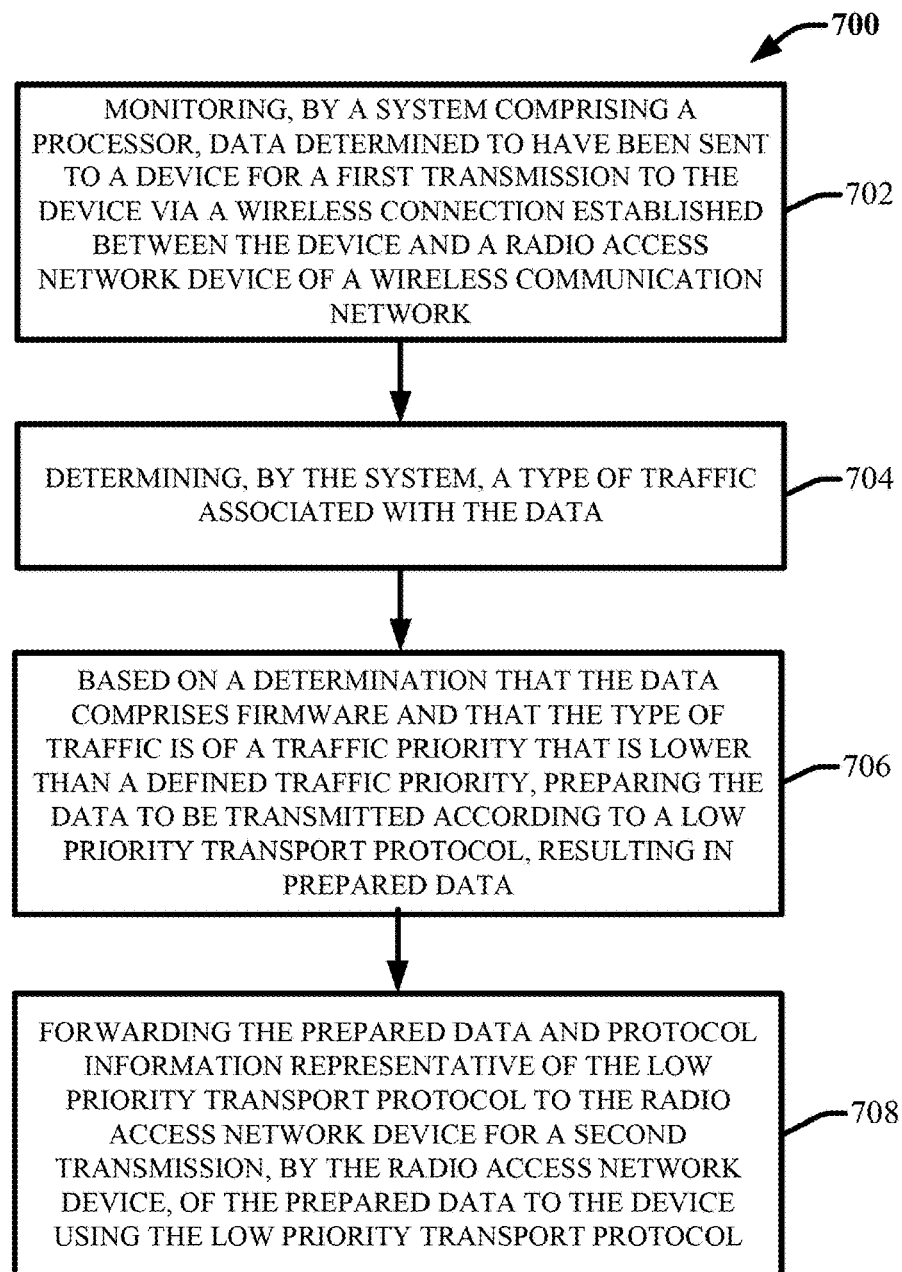 700
MONITORING, BY A SYSTEM COMPRISING A
PROCESSOR, DATA DETERMINED TO HAVE BEEN SENT
TO A DEVICE FOR A FIRST TRANSMISSION TO THE
DEVICE VIA A WIRELESS CONNECTION ESTABLISHED
BETWEEN THE DEVICE AND A RADIO ACCESS
NETWORK DEVICE OF A WIRELESS COMMUNICATION
NETWORK
702
DETERMINING, BY THE SYSTEM, A TYPE OF TRAFFIC
ASSOCIATED WITH THE DATA
704
BASED ON A DETERMINATION THAT THE DATA
COMPRISES FIRMWARE AND THAT THE TYPE OF
TRAFFIC IS OF A TRAFFIC PRIORITY THAT IS LOWER
THAN A DEFINED TRAFFIC PRIORITY, PREPARING THE
DATA TO BE TRANSMITTED ACCORDING TO A LOW
PRIORITY TRANSPORT PROTOCOL, RESULTING IN
PREPARED DATA
706
FORWARDING THE PREPARED DATA AND PROTOCOL
INFORMATION REPRESENTATIVE OF THE LOW
PRIORITY TRANSPORT PROTOCOL TO THE RADIO
ACCESS NETWORK DEVICE FOR A SECOND
TRANSMISSION, BY THE RADIO ACCESS NETWORK
DEVICE, OF THE PREPARED DATA TO THE DEVICE
USING THE LOW PRIORITY TRANSPORT PROTOCOL
708